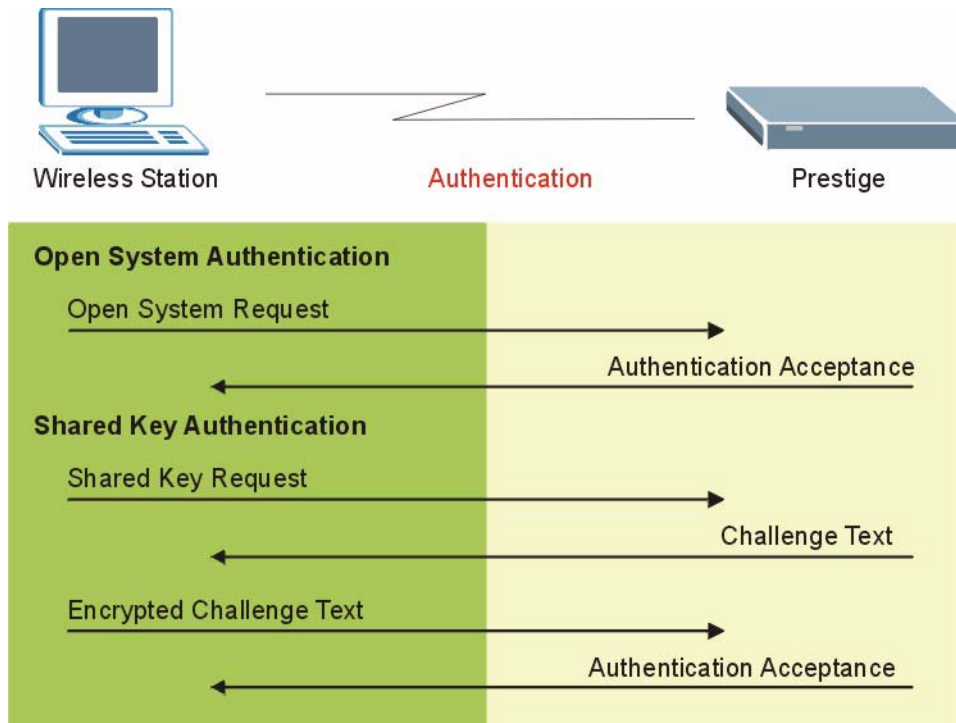 Wireless Station
Authentication
Prestige
Open System Authentication
Open System Request
Authentication Acceptance
Shared Key Authentication
Shared Key Request
Challenge Text
Encrypted Challenge Text
Authentication Acceptance